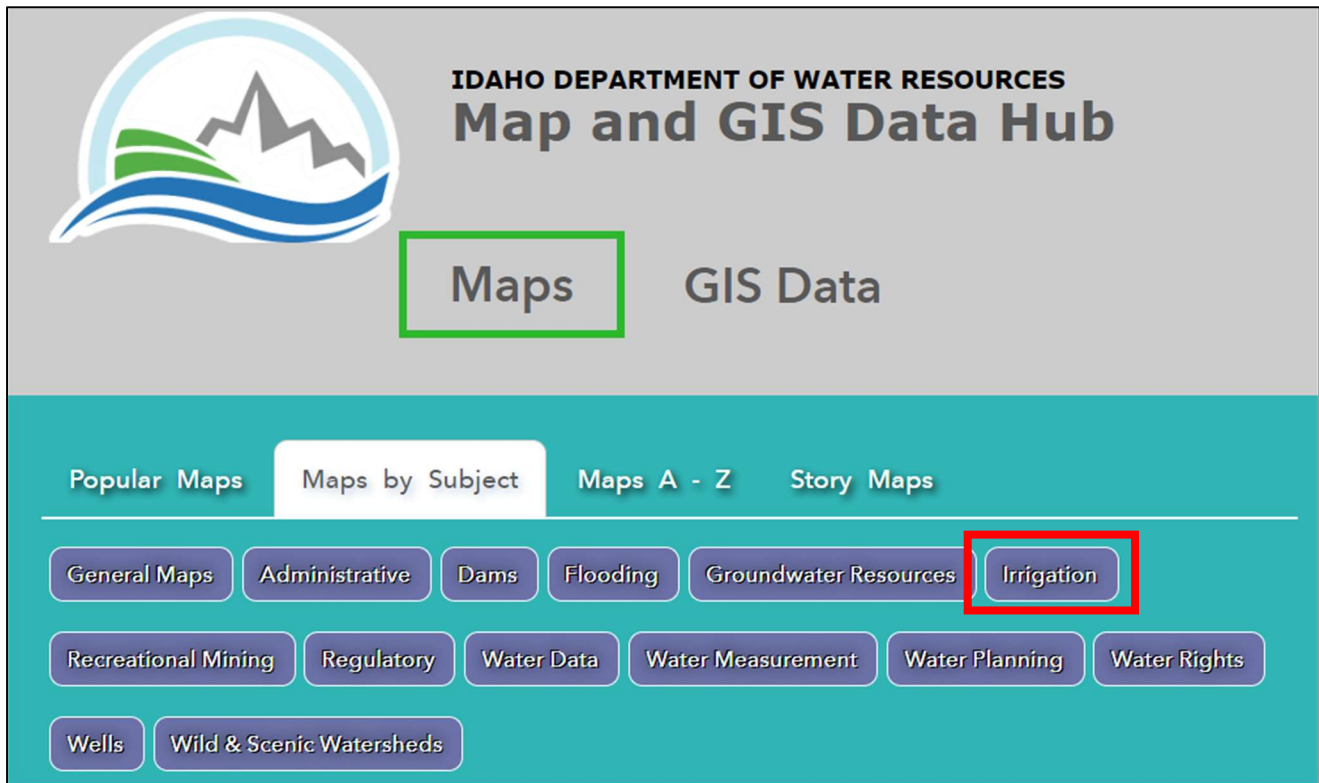 IDAHO DEPARTMENT OF WATER RESOURCES
Map and GIS Data Hub
Maps GIS Data
Popular Maps Maps by Subject Maps A - Z Story Maps
General Maps Administrative Dams Flooding Groundwater Resources Irrigation
Recreational Mining Regulatory Water Data Water Measurement Water Planning Water Rights
Wells Wild & Scenic Watersheds